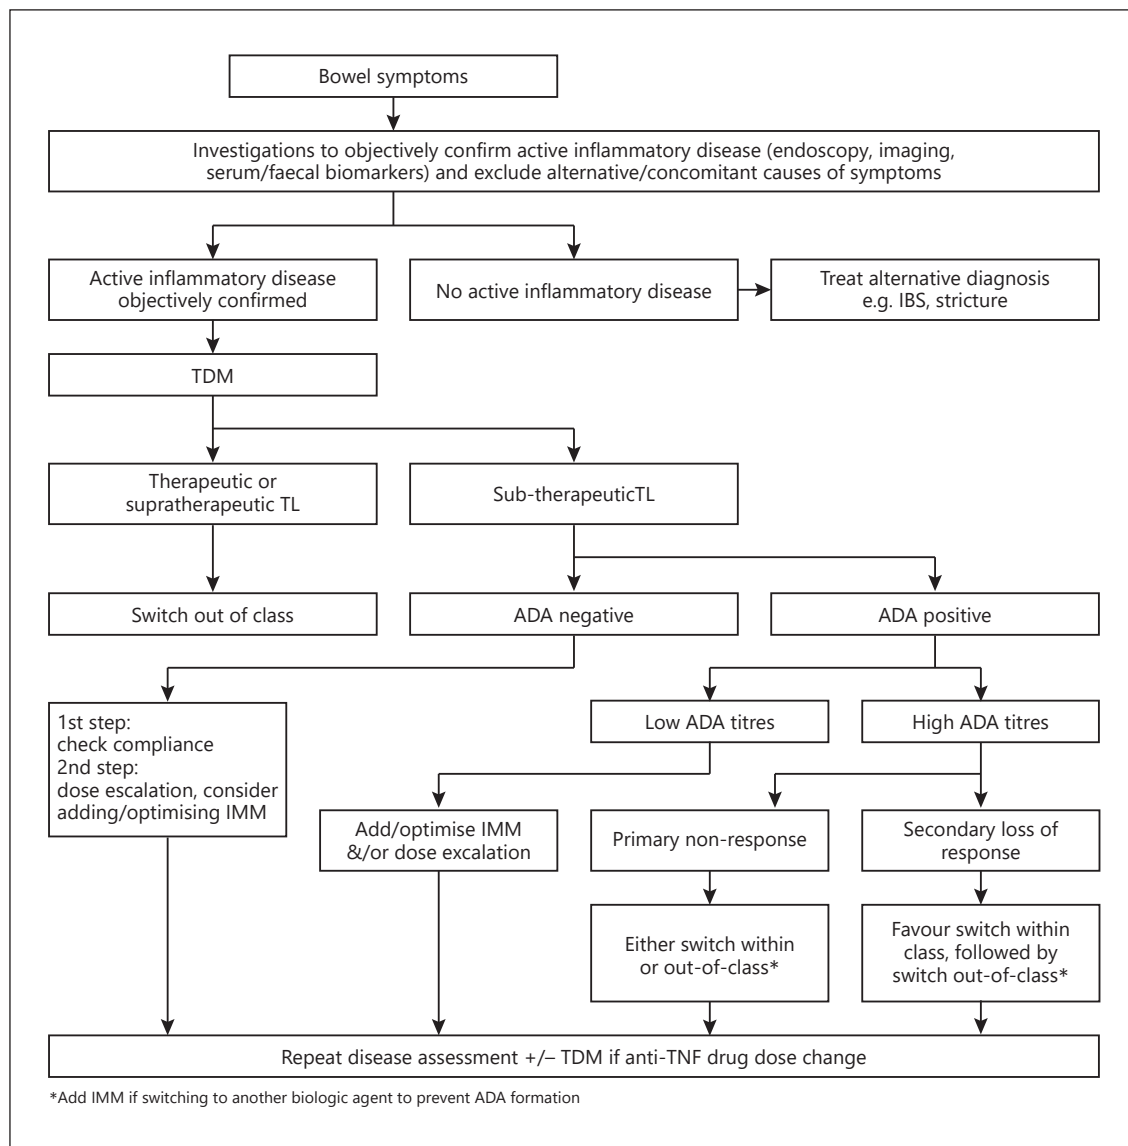 Bowel symptoms
Investigations to objectively confirm active inflammatory disease (endoscopy, imaging,
serum/faecal biomarkers) and exclude alternative/concomitant causes of symptoms
Active inflammatory disease
objectively confirmed
No active inflammatory disease
Treat alternative diagnosis
e.g. IBS, stricture
TDM
Therapeutic or
supratherapeutic TL
Sub-therapeuticTL
Switch out of class
ADA negative
ADA positive
1st step:
check compliance
2nd step:
dose escalation, consider
adding/optimising IMM
Low ADA titres
High ADA titres
Add/optimise IMM
&/or dose excalation
Primary non-response
Secondary loss of
response
Either switch within
or out-of-class*
Favour switch within
class, followed by
switch out-of-class*
Repeat disease assessment +/– TDM if anti-TNF drug dose change
*Add IMM if switching to another biologic agent to prevent ADA formation